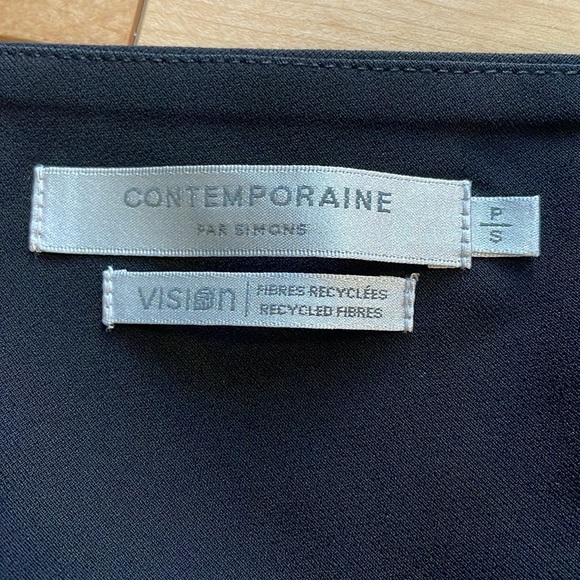 CONTEMPORAINE
PAR SIMONS
P
S
VISION
FIBRES RECYCLÉES
RECYCLED FIBRES